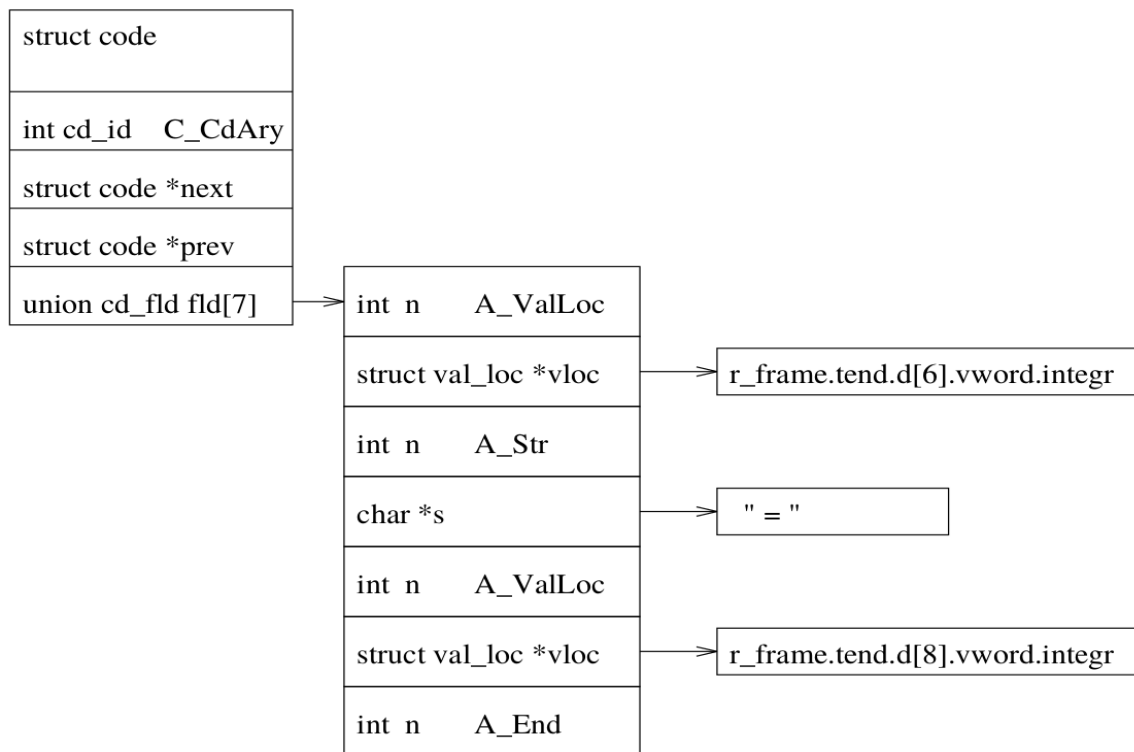 struct code
int cd_id C_CdAry
struct code *next
struct code *prev
union cd_fld fld[7]
int n A_ValLoc
struct val_loc *vloc
r_frame.tend.d[6].vword.integr
int n A_Str
char *s
" = "
int n A_ValLoc
struct val_loc *vloc
r_frame.tend.d[8].vword.integr
int n A_End